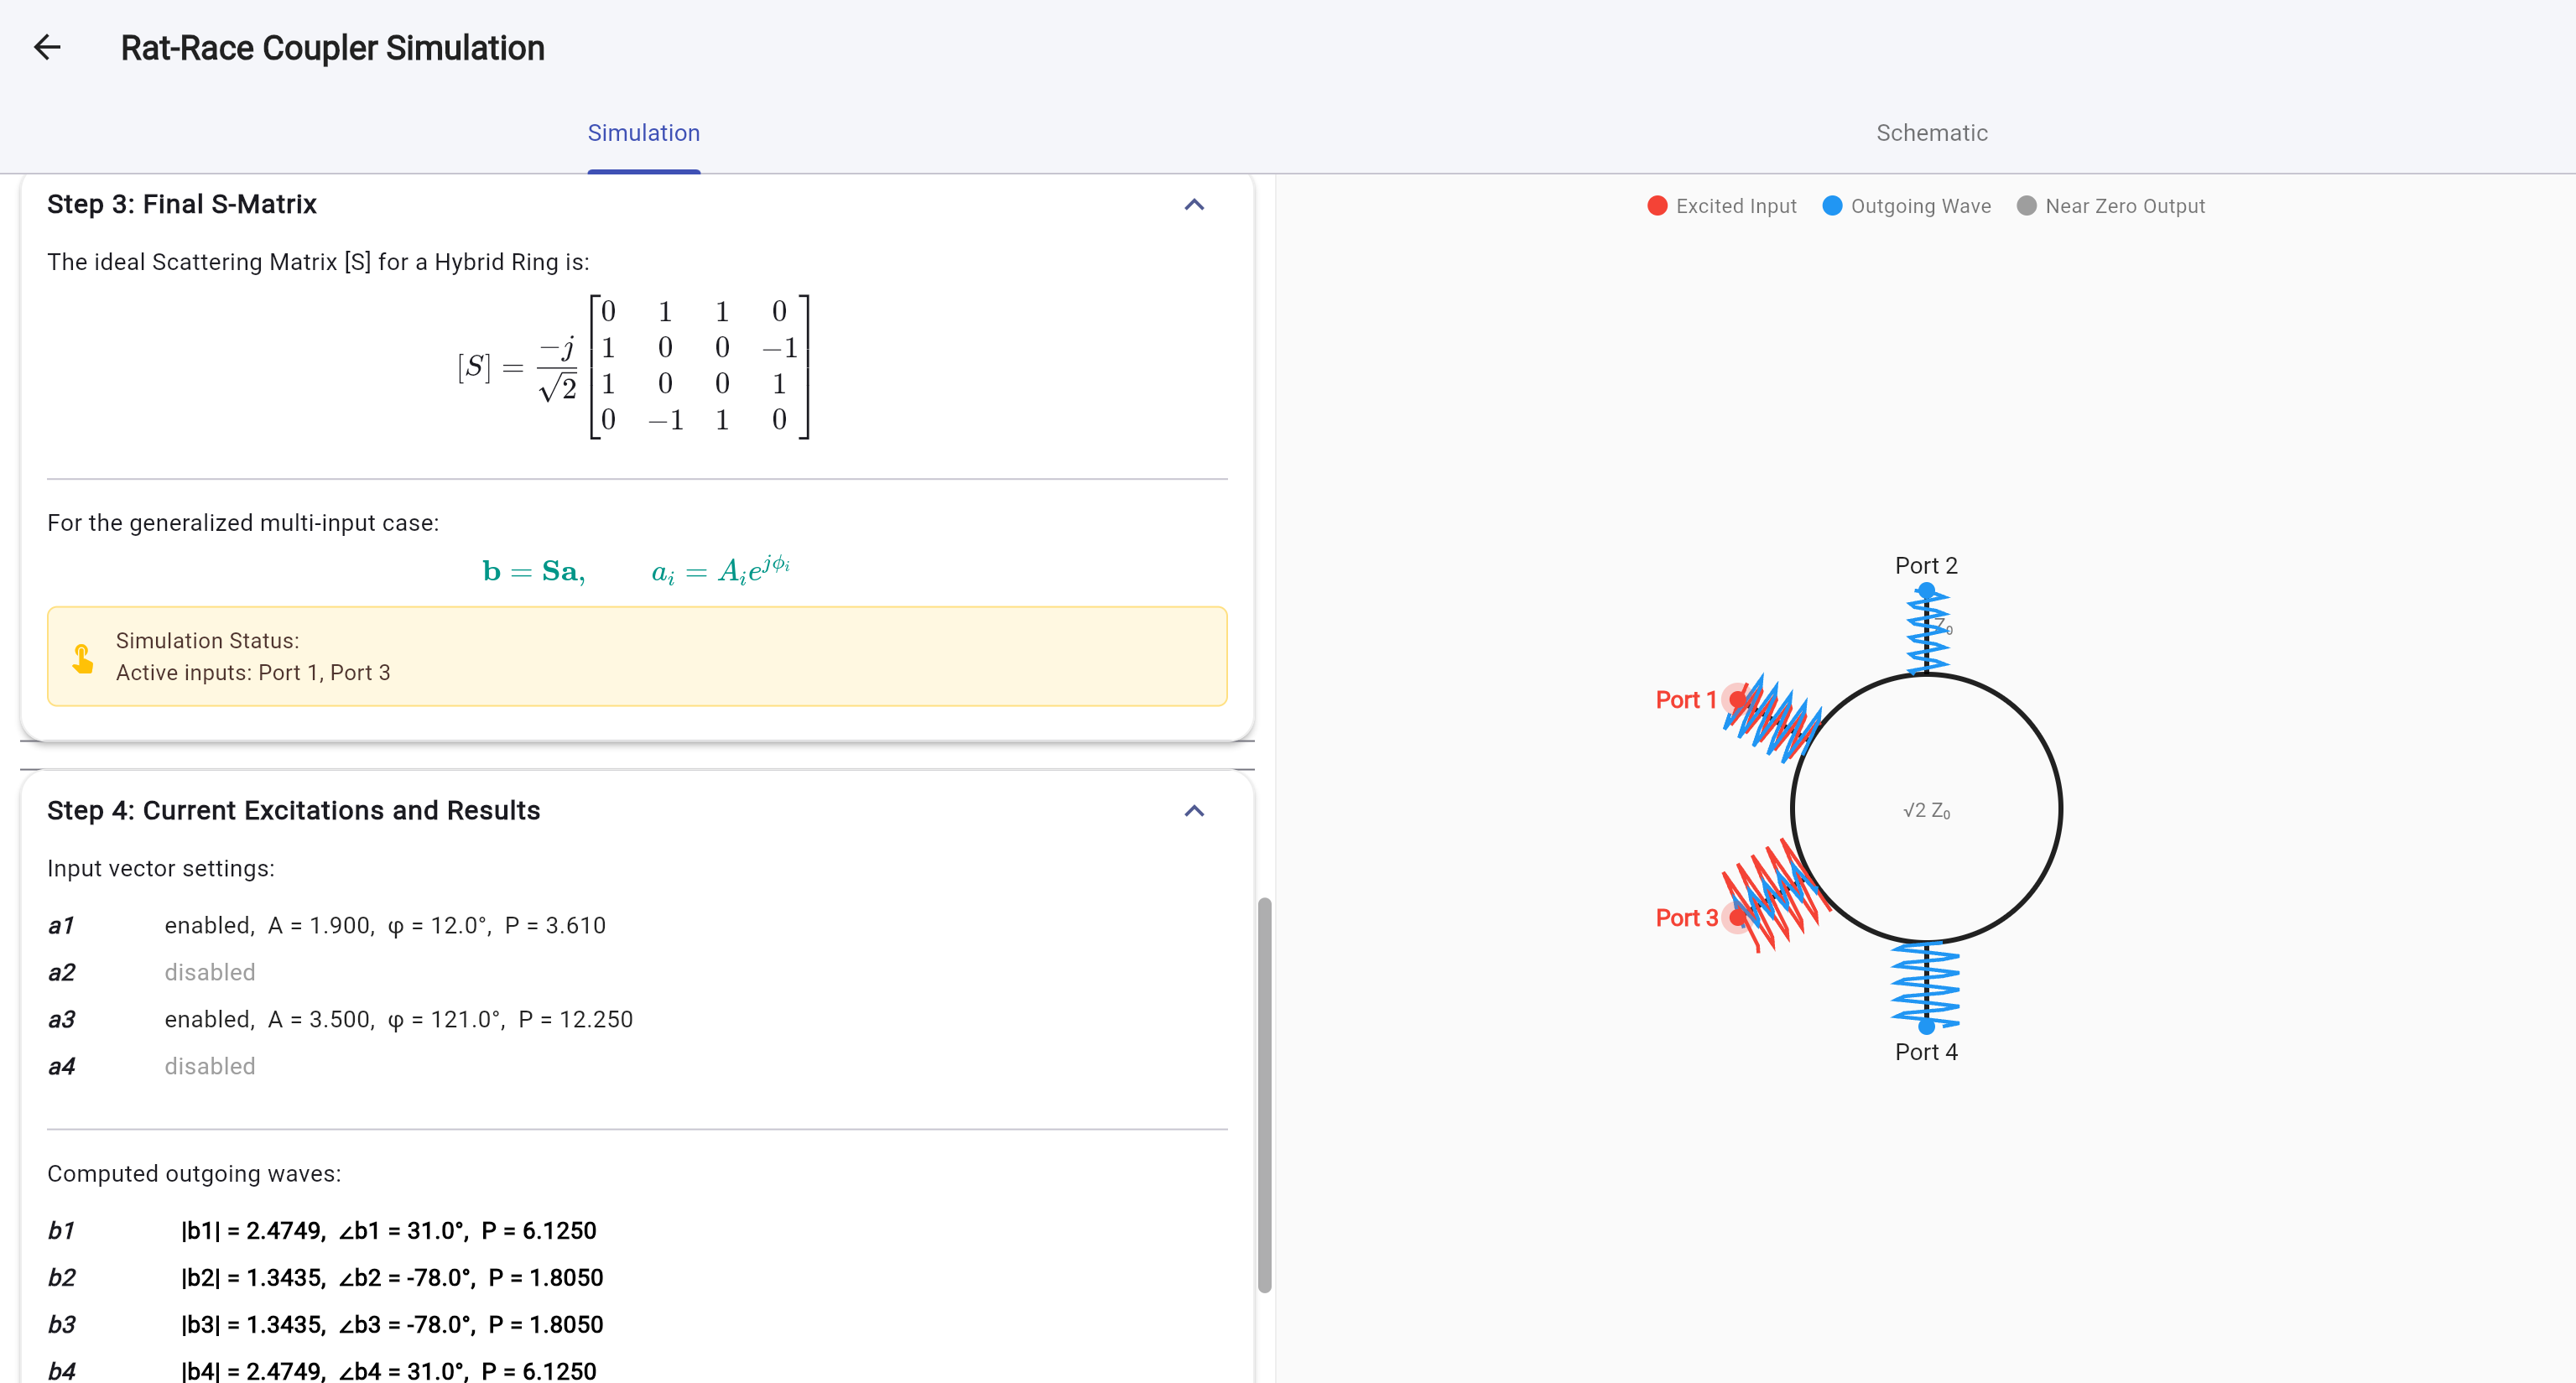 Rat-Race Coupler Simulation
Simulation
Schematic
Step 3: Final S-Matrix
The ideal Scattering Matrix [S] for a Hybrid Ring is:
[S] = −j/√2 [0 1 1 0
1 0 0 −1
1 0 0 1
0 −1 1 0]
For the generalized multi-input case:
b = Sa, aᵢ = Aᵢe^{jϕᵢ}
Simulation Status:
Active inputs: Port 1, Port 3
Step 4: Current Excitations and Results
Input vector settings:
a1 enabled, A = 1.900, φ = 12.0°, P = 3.610
a2 disabled
a3 enabled, A = 3.500, φ = 121.0°, P = 12.250
a4 disabled
Computed outgoing waves:
b1 |b1| = 2.4749, ∠b1 = 31.0°, P = 6.1250
b2 |b2| = 1.3435, ∠b2 = -78.0°, P = 1.8050
b3 |b3| = 1.3435, ∠b3 = -78.0°, P = 1.8050
b4 |b4| = 2.4749, ∠b4 = 31.0°, P = 6.1250
Excited Input
Outgoing Wave
Near Zero Output
Port 2
Z₀
Port 1
√2 Z₀
Port 3
Port 4